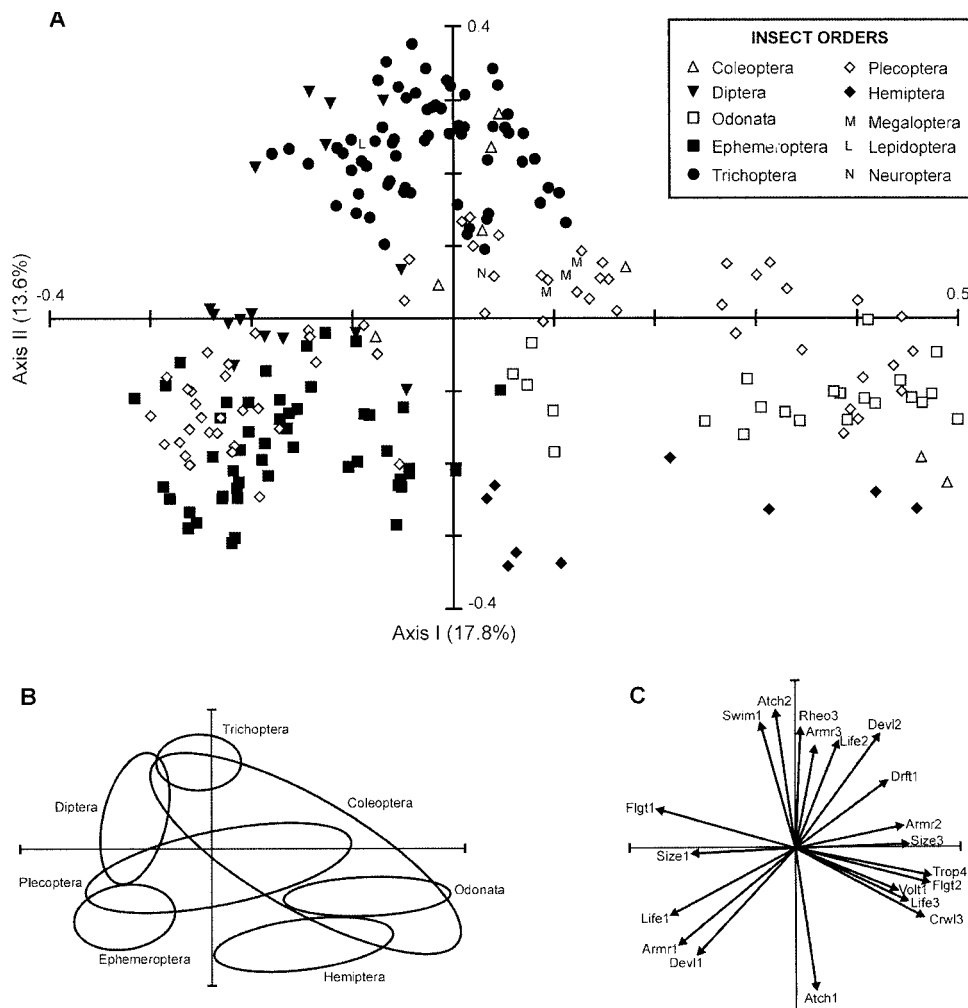 A
0.4
-0.4
0.5
-0.4
Axis II (13.6%)
Axis I (17.8%)
INSECT ORDERS
Coleoptera
Diptera
Odonata
Ephemeroptera
Trichoptera
Plecoptera
Hemiptera
M Megaloptera
L Lepidoptera
N Neuroptera
L
N
M
M
M
B
Trichoptera
Diptera
Coleoptera
Plecoptera
Odonata
Ephemeroptera
Hemiptera
C
Atch2
Swim1
Rheo3
Armr3
Life2
Devl2
Drft1
Flgt1
Armr2
Size3
Size1
Trop4
Flgt2
Volt1
Life3
Crwl3
Life1
Armr1
Devl1
Atch1